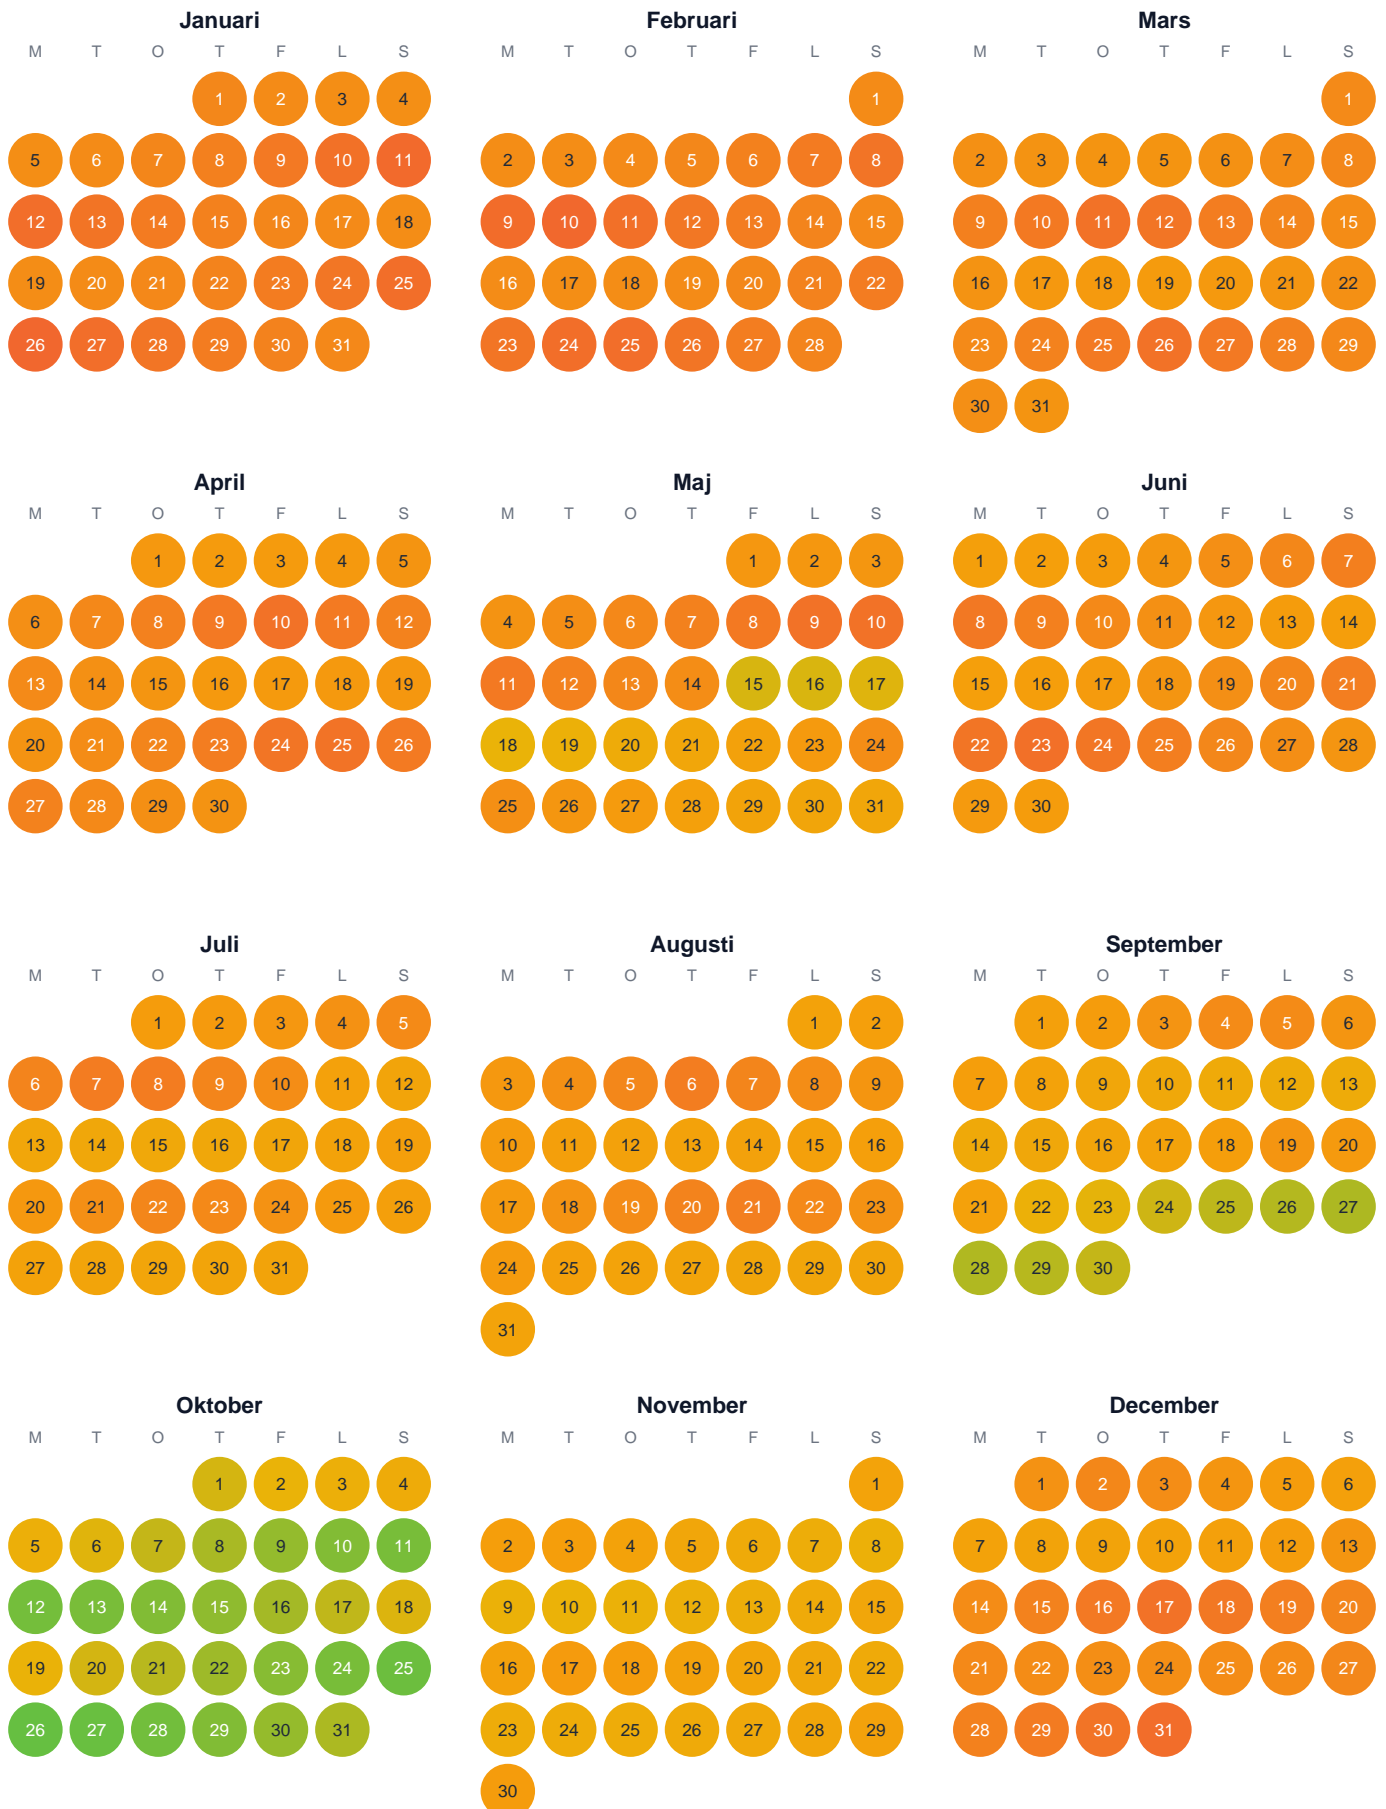 Januari Februari Mars
M T O T F L S M T O T F L S M T O T F L S
1 2 3 4 1 1
5 6 7 8 9 10 11 2 3 4 5 6 7 8 2 3 4 5 6 7 8
12 13 14 15 16 17 18 9 10 11 12 13 14 15 9 10 11 12 13 14 15
19 20 21 22 23 24 25 16 17 18 19 20 21 22 16 17 18 19 20 21 22
26 27 28 29 30 31 23 24 25 26 27 28 23 24 25 26 27 28 29
30 31
April Maj Juni
M T O T F L S M T O T F L S M T O T F L S
1 2 3 4 5 1 2 3 1 2 3 4 5 6 7
6 7 8 9 10 11 12 4 5 6 7 8 9 10 8 9 10 11 12 13 14
13 14 15 16 17 18 19 11 12 13 14 15 16 17 15 16 17 18 19 20 21
20 21 22 23 24 25 26 18 19 20 21 22 23 24 22 23 24 25 26 27 28
27 28 29 30 25 26 27 28 29 30 31 29 30
Juli Augusti September
M T O T F L S M T O T F L S M T O T F L S
1 2 3 4 5 1 2 1 2 3 4 5 6
6 7 8 9 10 11 12 3 4 5 6 7 8 9 7 8 9 10 11 12 13
13 14 15 16 17 18 19 10 11 12 13 14 15 16 14 15 16 17 18 19 20
20 21 22 23 24 25 26 17 18 19 20 21 22 23 21 22 23 24 25 26 27
27 28 29 30 31 24 25 26 27 28 29 30 28 29 30
31
Oktober November December
M T O T F L S M T O T F L S M T O T F L S
1 2 3 4 1 1 2 3 4 5 6
5 6 7 8 9 10 11 2 3 4 5 6 7 8 7 8 9 10 11 12 13
12 13 14 15 16 17 18 9 10 11 12 13 14 15 14 15 16 17 18 19 20
19 20 21 22 23 24 25 16 17 18 19 20 21 22 21 22 23 24 25 26 27
26 27 28 29 30 31 23 24 25 26 27 28 29 28 29 30 31
30